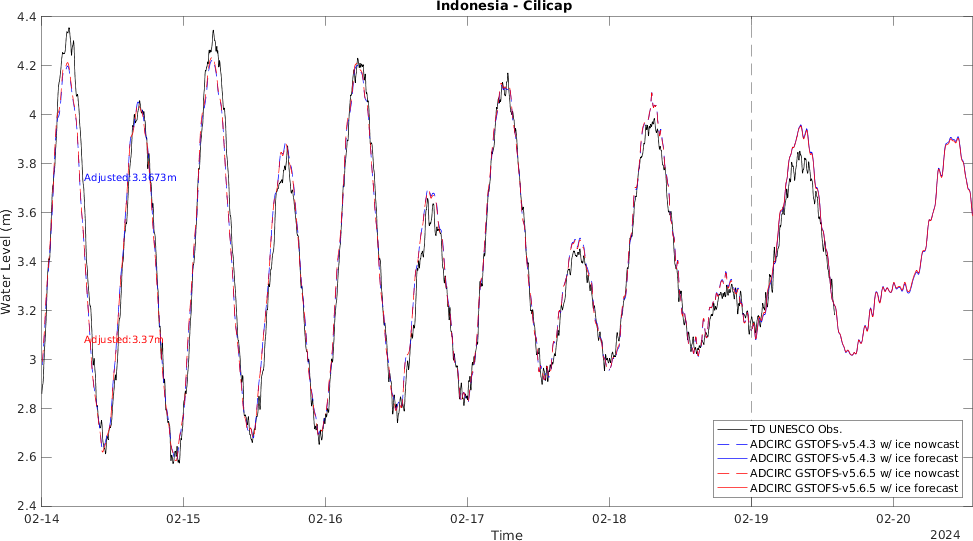 Indonesia - Cilicap
4.4
4.2
4
3.8
3.6
3.4
3.2
3
2.8
2.6
2.4
Water Level (m)
Adjusted:3.3673m
Adjusted:3.37m
TD UNESCO Obs.
ADCIRC GSTOFS-v5.4.3 w/ ice nowcast
ADCIRC GSTOFS-v5.4.3 w/ ice forecast
ADCIRC GSTOFS-v5.6.5 w/ ice nowcast
ADCIRC GSTOFS-v5.6.5 w/ ice forecast
02-14 02-15 02-16 02-17 02-18 02-19 02-20
Time
2024